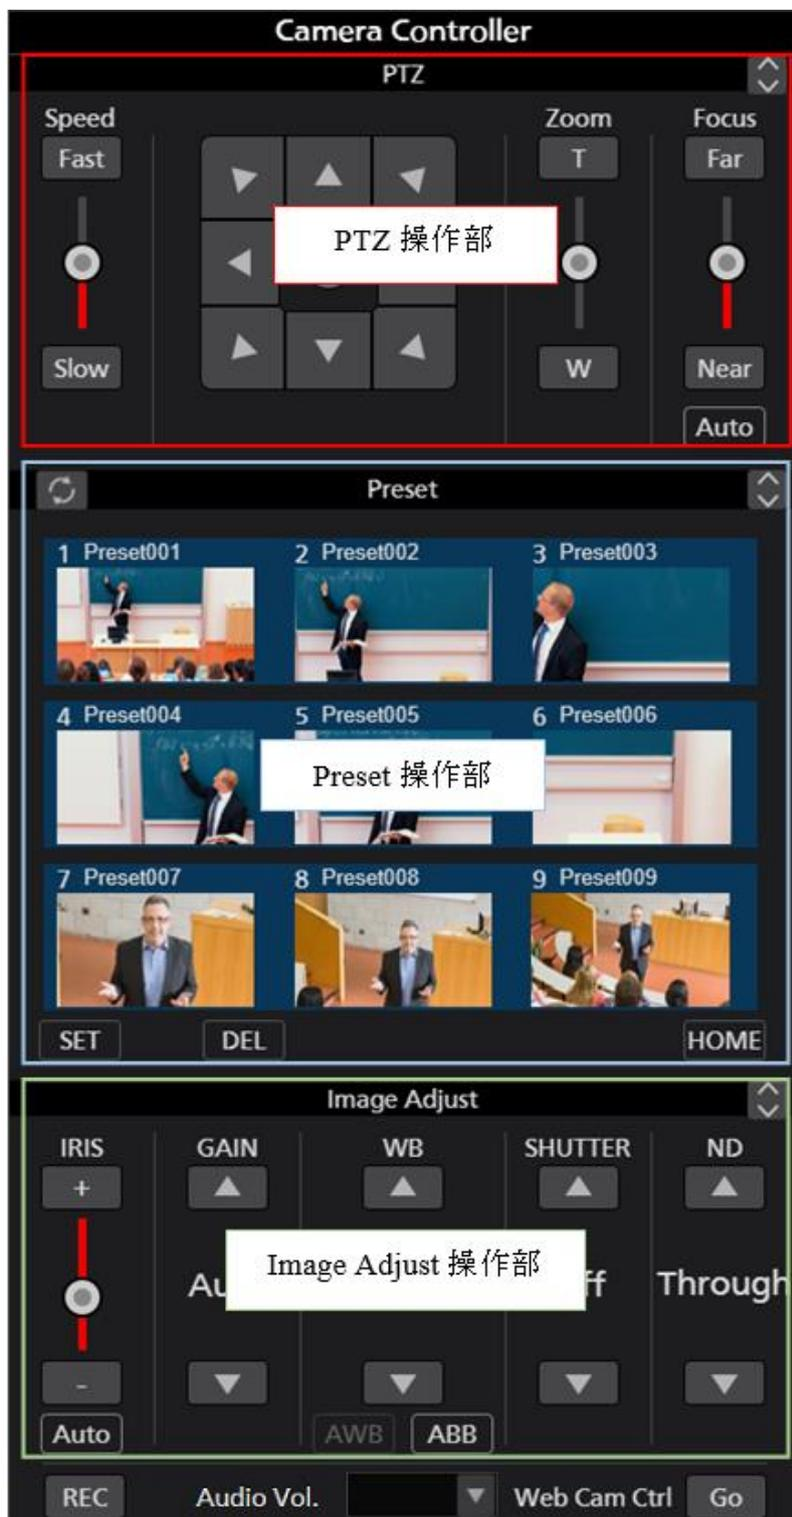 Camera Controller
PTZ
Speed Zoom Focus
Fast T Far
PTZ 操作部
Slow W Near
Auto
Preset
1 Preset001 2 Preset002 3 Preset003
4 Preset004 5 Preset005 6 Preset006
Preset 操作部
7 Preset007 8 Preset008 9 Preset009
SET DEL HOME
Image Adjust
IRIS GAIN WB SHUTTER ND
+
Image Adjust 操作部
Through
-
Auto AWB ABB
REC Audio Vol. Web Cam Ctrl Go